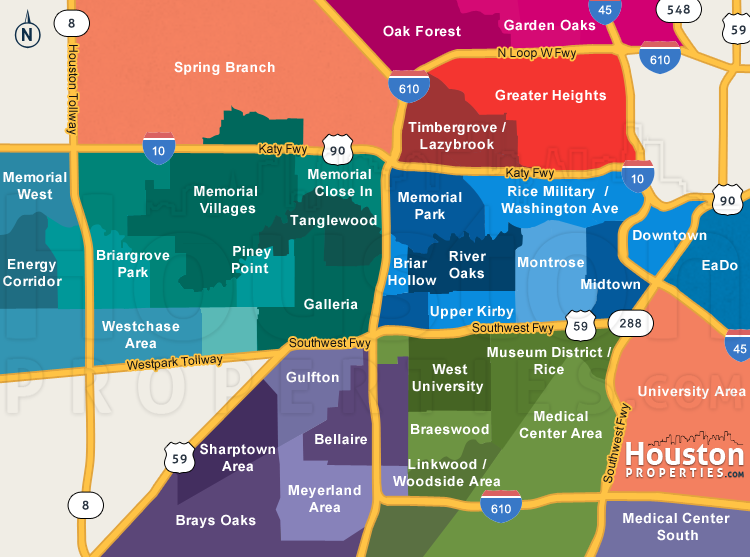 8
45
548
59
Oak Forest
Garden Oaks
N Loop W Fwy
610
Spring Branch
610
Greater Heights
Houston Tollway
Timbergrove /
Lazybrook
N
10
Katy Fwy
90
Katy Fwy
10
Memorial
West
Memorial
Villages
Memorial
Close In
Tanglewood
Memorial
Park
Rice Military /
Washington Ave
90
Downtown
Energy
Corridor
Briargrove
Park
Piney
Point
Briar
Hollow
River
Oaks
Montrose
Midtown
EaDo
Galleria
Upper Kirby
Westchase
Area
Southwest Fwy
59
288
Southwest Fwy
45
Westpark Tollway
Gulfton
West
University
Museum District /
Rice
University Area
Braeswood
Medical
Center Area
59
Sharptown
Area
Bellaire
Linkwood /
Woodside Area
Southwest Fwy
Houston
PROPERTIES.COM
Meyerland
Area
8
Brays Oaks
610
Medical Center
South
HOUSTON
PROPERTIES.COM